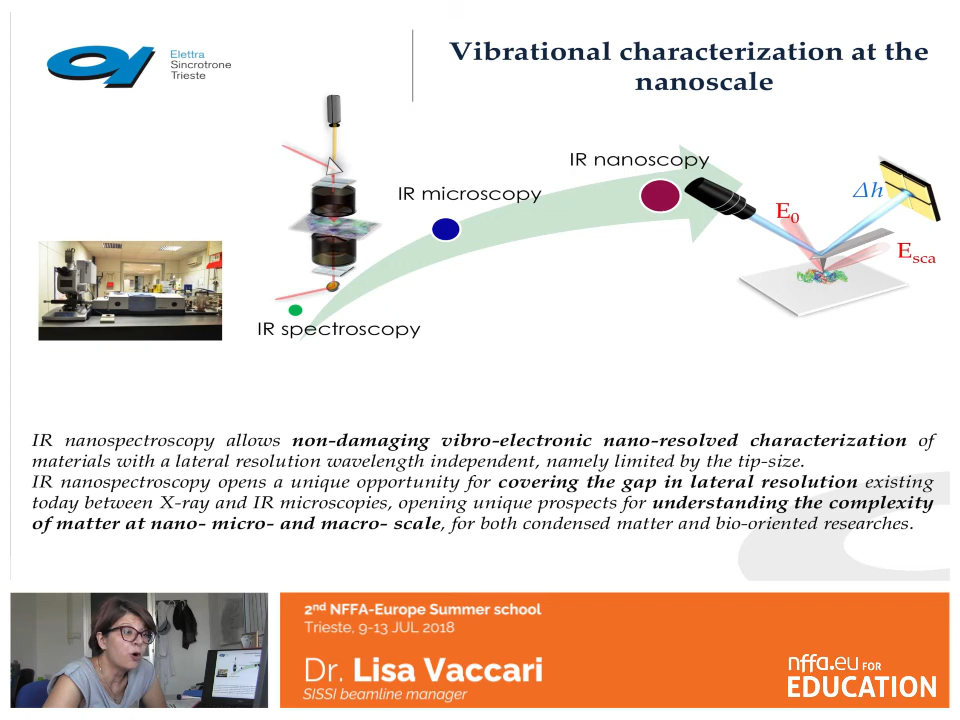 Elettra
Sincrotrone
Trieste
Vibrational characterization at the
nanoscale
IR nanoscopy
IR microscopy
Δh
E0
Esca
IR spectroscopy
IR nanospectroscopy allows non-damaging vibro-electronic nano-resolved characterization of
materials with a lateral resolution wavelength independent, namely limited by the tip-size.
IR nanospectroscopy opens a unique opportunity for covering the gap in lateral resolution existing
today between X-ray and IR microscopies, opening unique prospects for understanding the complexity
of matter at nano- micro- and macro- scale, for both condensed matter and bio-oriented researches.
2nd NFFA-Europe Summer school
Trieste, 9-13 JUL 2018
Dr. Lisa Vaccari
SISSI beamline manager
nffa.eu FOR
EDUCATION